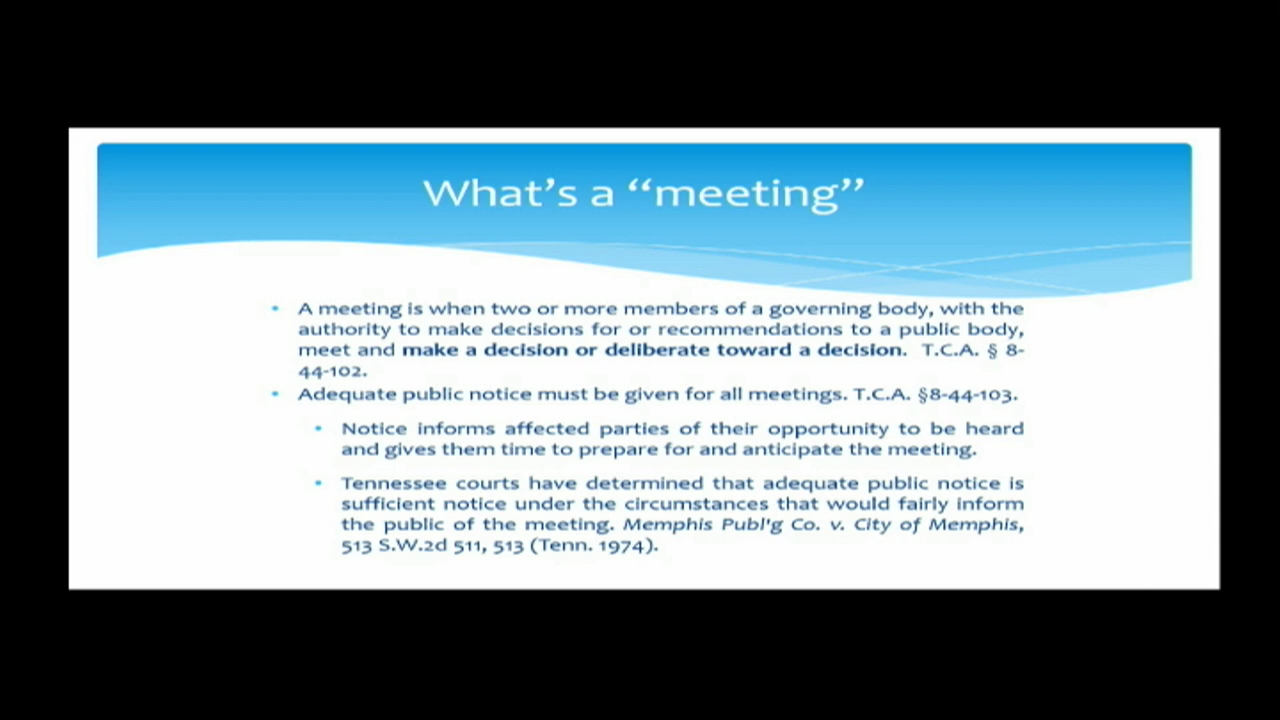 What's a “meeting”
• A meeting is when two or more members of a governing body, with the
authority to make decisions for or recommendations to a public body,
meet and make a decision or deliberate toward a decision. T.C.A. § 8-
44-102.
• Adequate public notice must be given for all meetings. T.C.A. §8-44-103.
• Notice informs affected parties of their opportunity to be heard
and gives them time to prepare for and anticipate the meeting.
• Tennessee courts have determined that adequate public notice is
sufficient notice under the circumstances that would fairly inform
the public of the meeting. Memphis Publ'g Co. v. City of Memphis,
513 S.W.2d 511, 513 (Tenn. 1974).